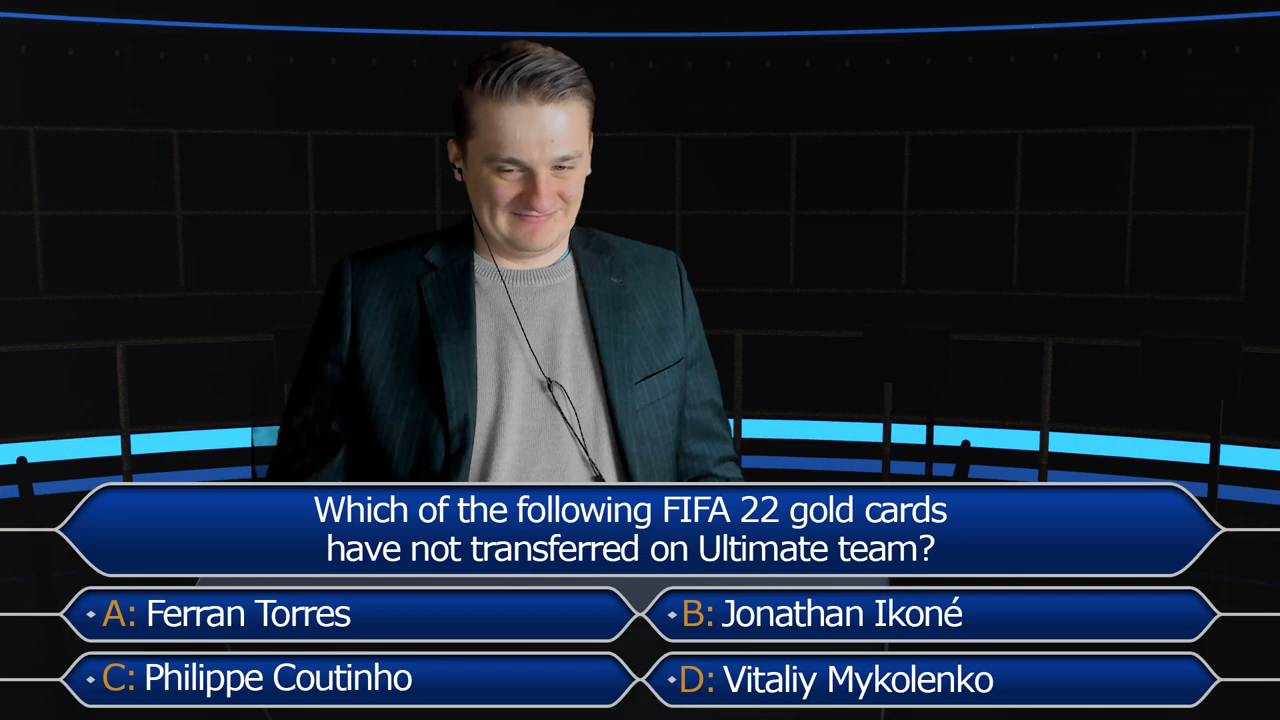 Which of the following FIFA 22 gold cards
have not transferred on Ultimate team?
A: Ferran Torres
B: Jonathan Ikoné
C: Philippe Coutinho
D: Vitaliy Mykolenko